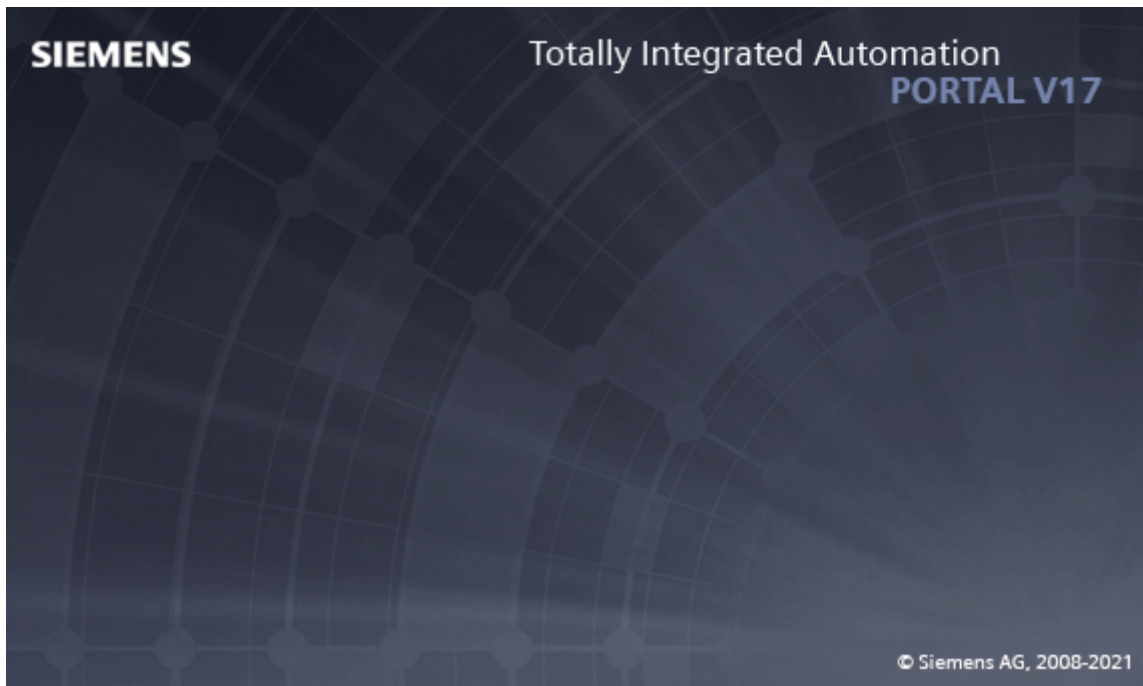 SIEMENS
Totally Integrated Automation
PORTAL V17
© Siemens AG, 2008-2021